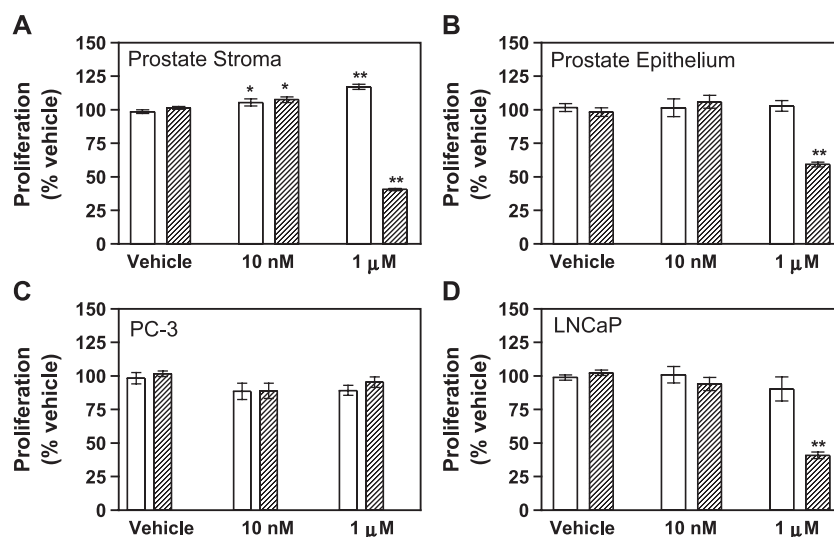 A
Proliferation
(% vehicle)
150
125
100
75
50
25
0
Prostate Stroma
* * **
**
Vehicle 10 nM 1 μM
B
Proliferation
(% vehicle)
150
125
100
75
50
25
0
Prostate Epithelium
**
Vehicle 10 nM 1 μM
C
Proliferation
(% vehicle)
150
125
100
75
50
25
0
PC-3
Vehicle 10 nM 1 μM
D
Proliferation
(% vehicle)
150
125
100
75
50
25
0
LNCaP
**
Vehicle 10 nM 1 μM